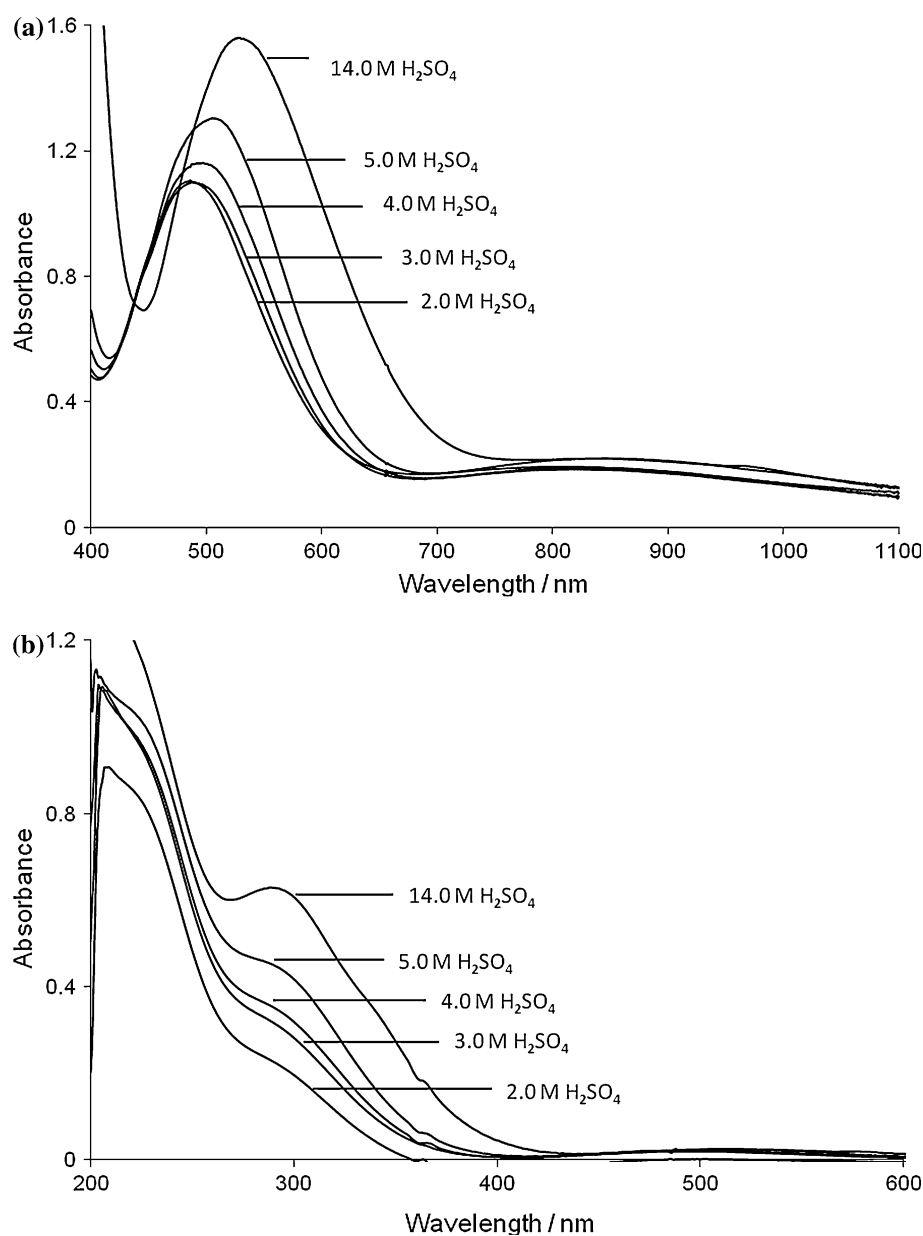 (a)
1.6
1.2
0.8
0.4
0
Absorbance
14.0 M H₂SO₄
5.0 M H₂SO₄
4.0 M H₂SO₄
3.0 M H₂SO₄
2.0 M H₂SO₄
400 500 600 700 800 900 1000 1100
Wavelength / nm
(b)
1.2
0.8
0.4
0
Absorbance
14.0 M H₂SO₄
5.0 M H₂SO₄
4.0 M H₂SO₄
3.0 M H₂SO₄
2.0 M H₂SO₄
200 300 400 500 600
Wavelength / nm